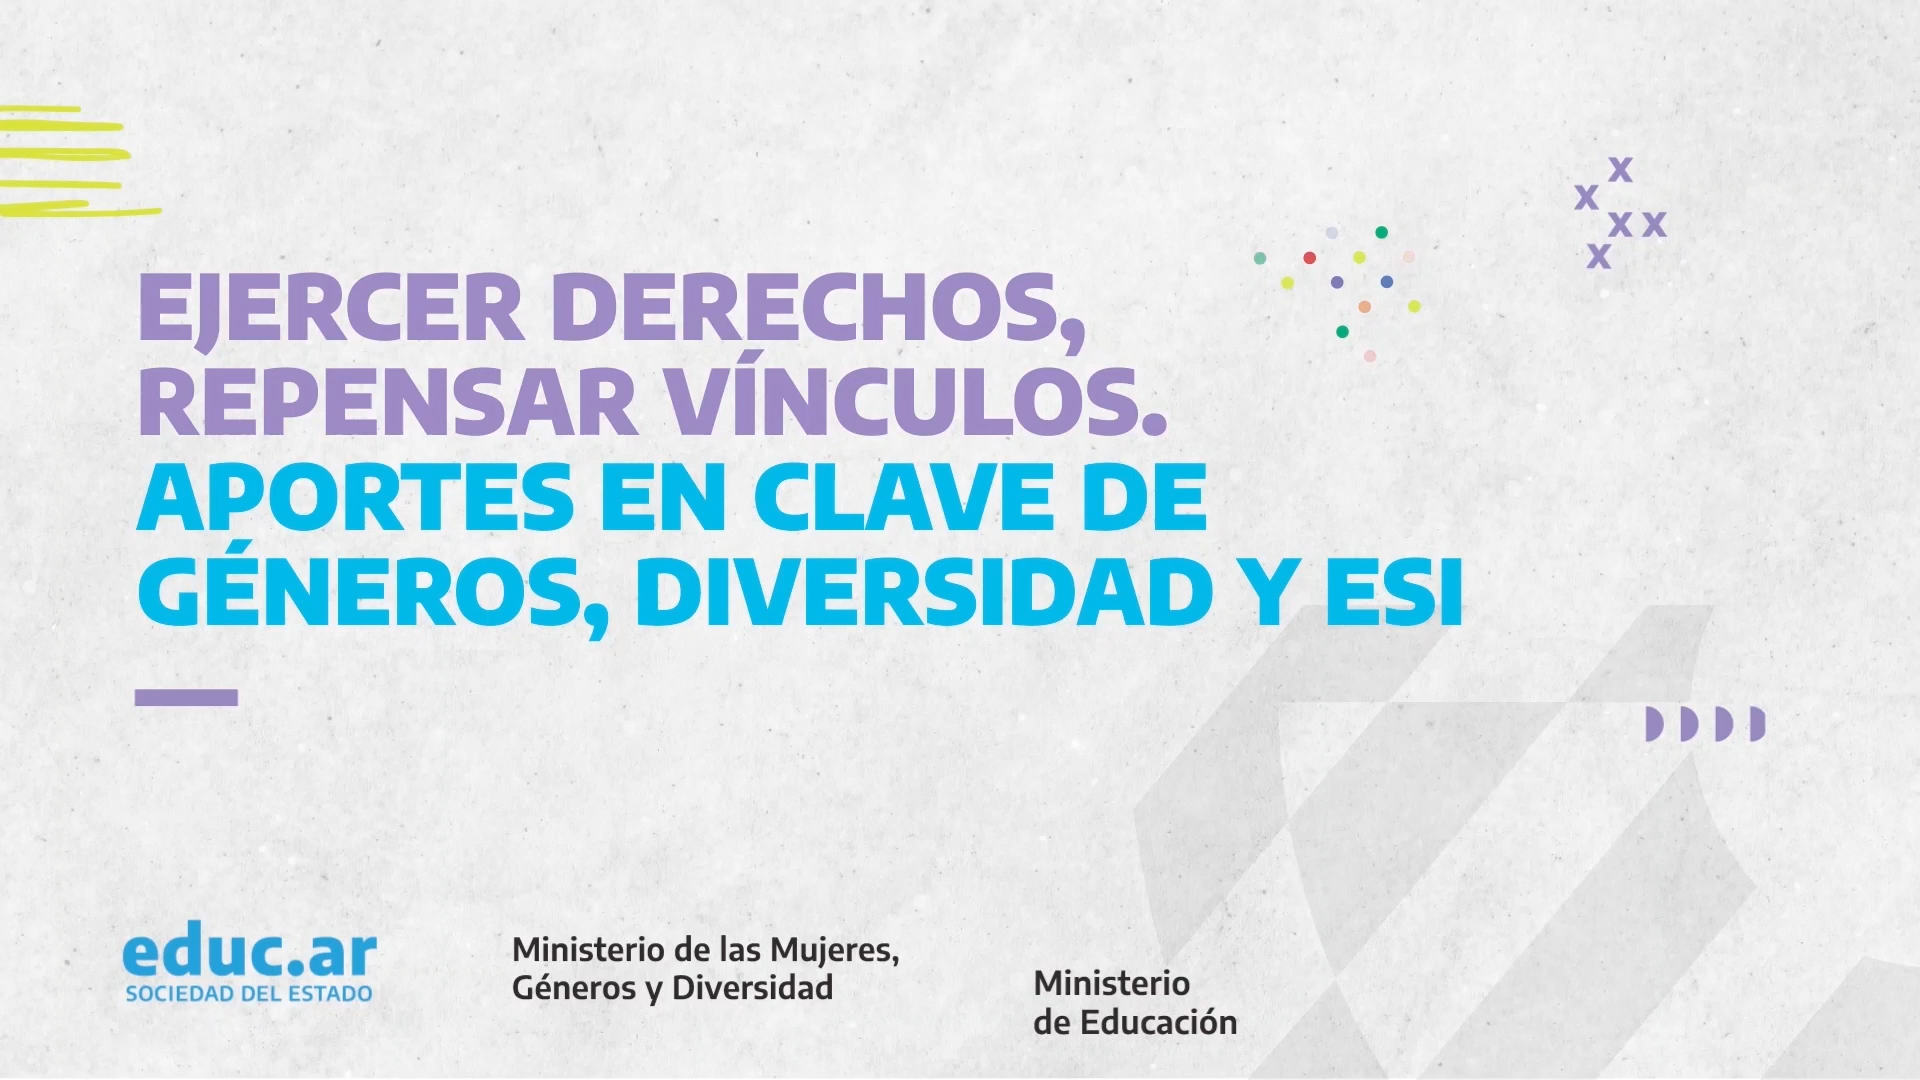 EJERCER DERECHOS,
REPENSAR VÍNCULOS.
APORTES EN CLAVE DE
GÉNEROS, DIVERSIDAD Y ESI
educ.ar
SOCIEDAD DEL ESTADO
Ministerio de las Mujeres,
Géneros y Diversidad
Ministerio
de Educación